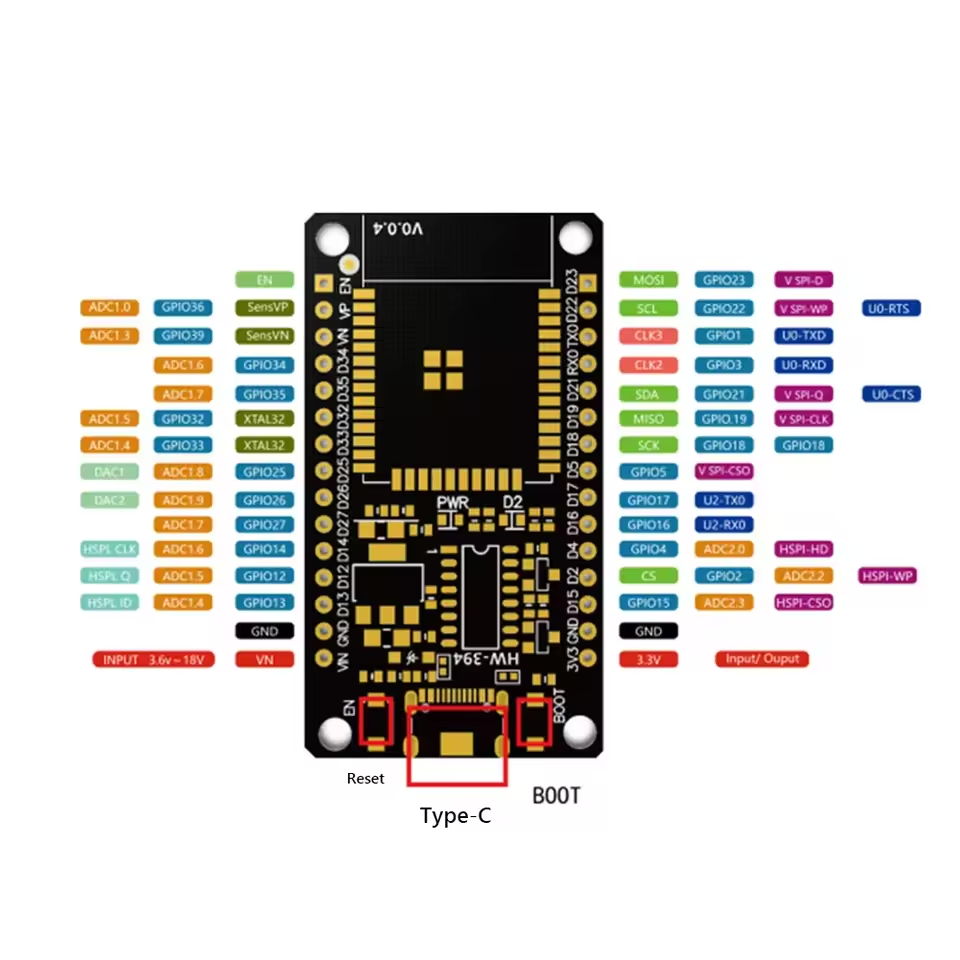 V0.0.4
EN EN D23 MOSI GPIO23 V SPI-D
ADC1.0 GPIO36 SensVP VP D22 SCL GPIO22 V SPI-WP U0-RTS
ADC1.3 GPIO39 SensVN VN TX0 CLK3 GPIO1 U0-TXD
ADC1.6 GPIO34 D34 RX0 CLK2 GPIO3 U0-RXD
ADC1.7 GPIO35 D35 D21 SDA GPIO21 V SPI-Q U0-CTS
ADC1.5 GPIO32 XTAL32 D32 D19 MISO GPIO.19 V SPI-CLK
ADC1.4 GPIO33 XTAL32 D33 D18 SCK GPIO18 GPIO18
DAC1 ADC1.8 GPIO25 D25 D5 GPIO5 V SPI-CSO
DAC2 ADC1.9 GPIO26 D26 PWR D2 D17 GPIO17 U2-TX0
ADC1.7 GPIO27 D27 D16 GPIO16 U2-RX0
HSPL CLK ADC1.6 GPIO14 D14 1 D4 GPIO4 ADC2.0 HSPI-HD
HSPL Q ADC1.5 GPIO12 D12 D2 CS GPIO2 ADC2.2 HSPI-WP
HSPL ID ADC1.4 GPIO13 D13 D15 GPIO15 ADC2.3 HSPI-CSO
GND GND GND GND
INPUT 3.6v~18V VN VIN HW-394 3V3 3.3V Input/ Ouput
EN BOOT
Reset
Type-C
BOOT